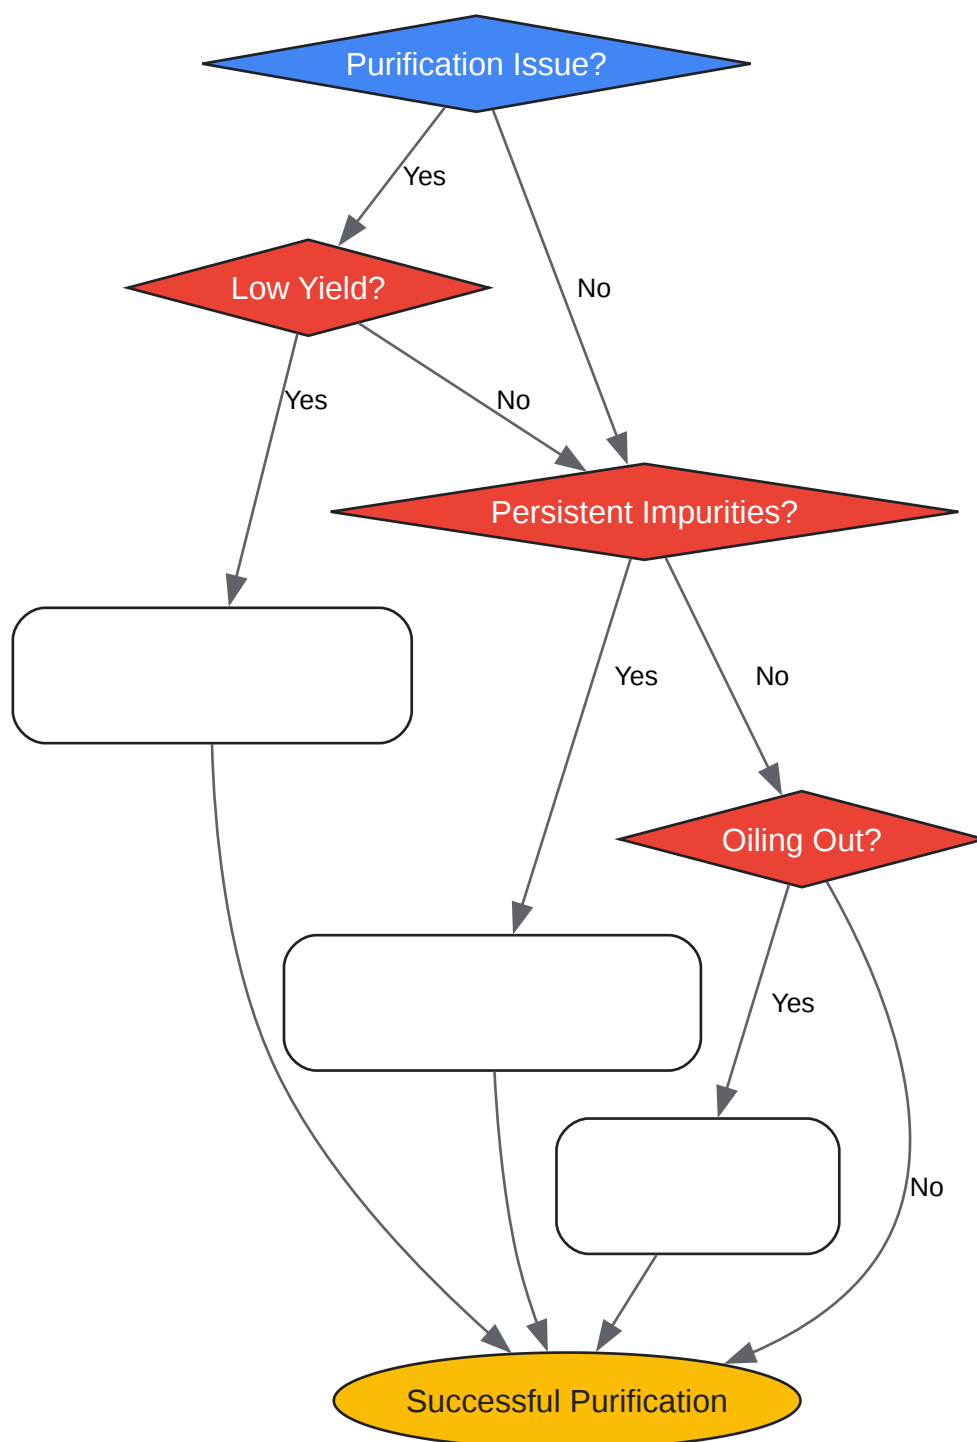 Purification Issue?
Yes
Low Yield?
No
Yes
No
Persistent Impurities?
Yes
No
Oiling Out?
Yes
No
Successful Purification